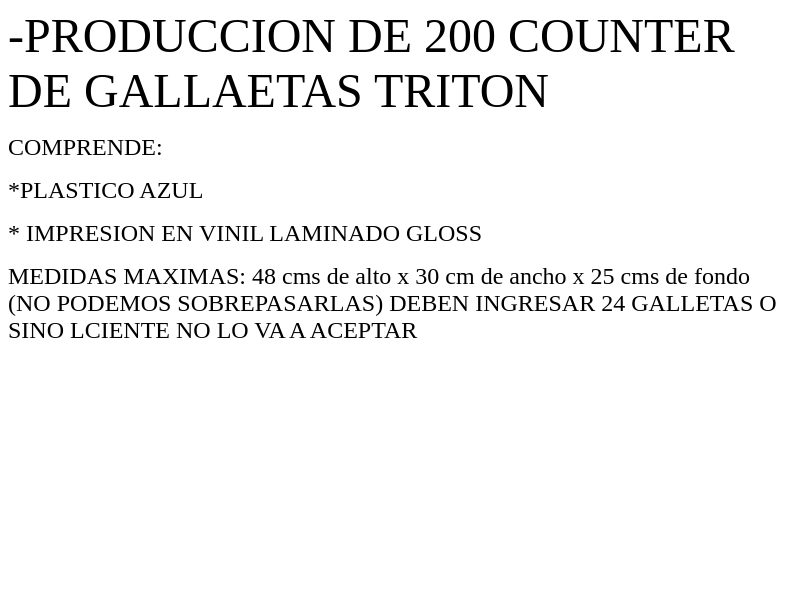 -PRODUCCION DE 200 COUNTER
DE GALLAETAS TRITON
COMPRENDE:
*PLASTICO AZUL
* IMPRESION EN VINIL LAMINADO GLOSS
MEDIDAS MAXIMAS: 48 cms de alto x 30 cm de ancho x 25 cms de fondo
(NO PODEMOS SOBREPASARLAS) DEBEN INGRESAR 24 GALLETAS O
SINO LCIENTE NO LO VA A ACEPTAR